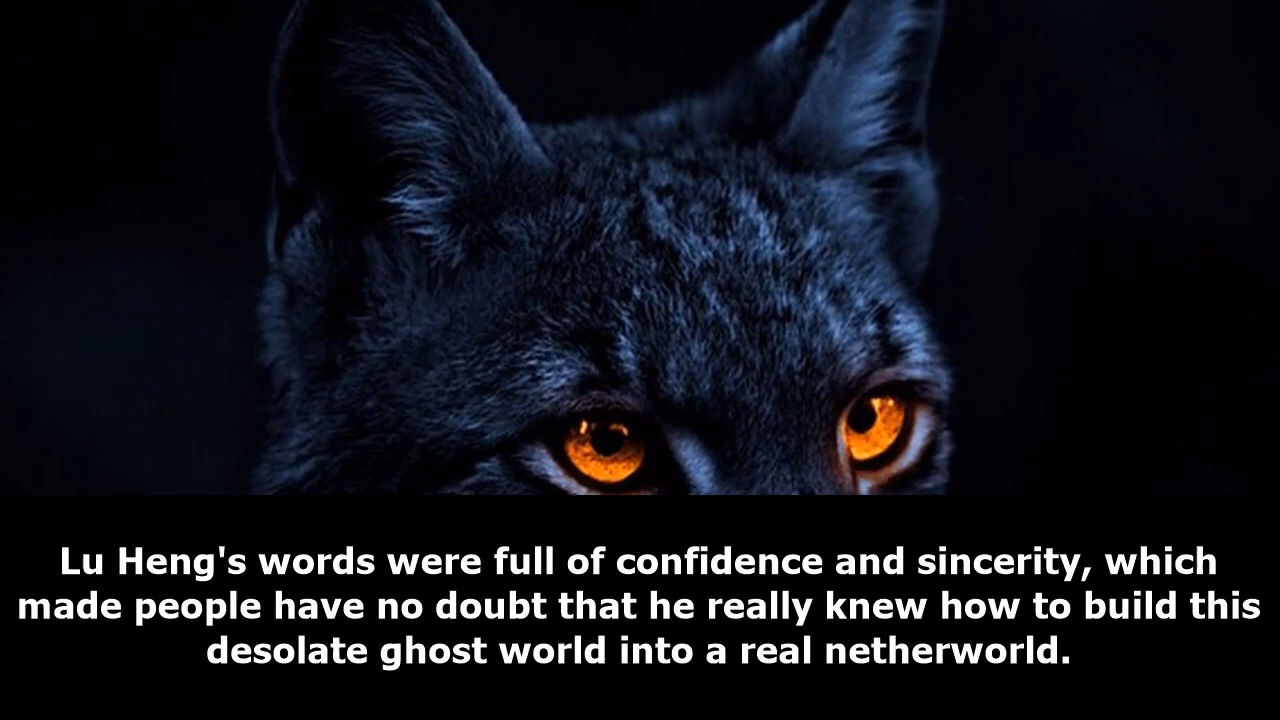 Lu Heng's words were full of confidence and sincerity, which
made people have no doubt that he really knew how to build this
desolate ghost world into a real netherworld.